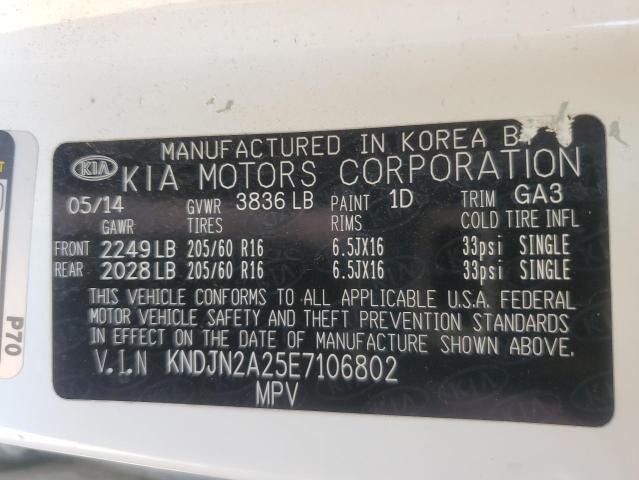 MANUFACTURED IN KOREA B
KIA KIA MOTORS CORPORATION
05/14 GVWR 3836 LB PAINT 1D TRIM GA3
GAWR TIRES RIMS COLD TIRE INFL
FRONT 2249 LB 205/60 R16 6.5JX16 33psi SINGLE
REAR 2028 LB 205/60 R16 6.5JX16 33psi SINGLE
THIS VEHICLE CONFORMS TO ALL APPLICABLE U.S.A. FEDERAL
MOTOR VEHICLE SAFETY AND THEFT PREVENTION STANDARDS
IN EFFECT ON THE DATE OF MANUFACTURE SHOWN ABOVE
V.I.N KNDJN2A25E7106802
MPV
P70